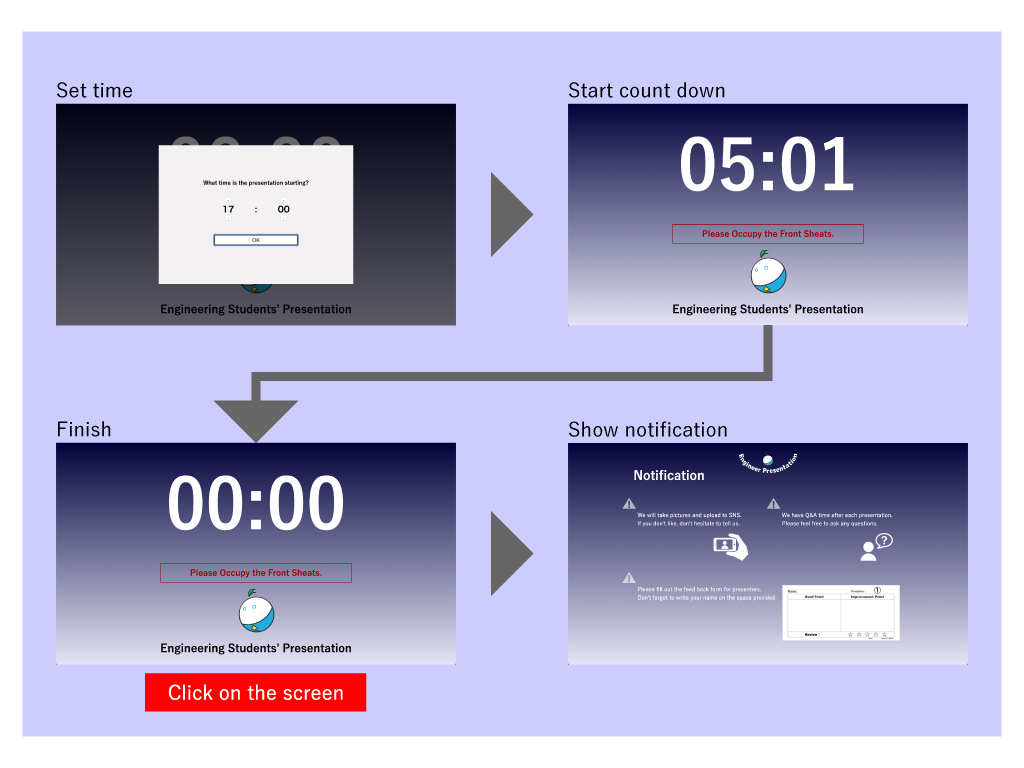 Set time
What time is the presentation starting?
17 : 00
OK
Engineering Students' Presentation
Start count down
05:01
Please Occupy the Front Sheats.
Engineering Students' Presentation
Finish
00:00
Please Occupy the Front Sheats.
Engineering Students' Presentation
Click on the screen
Show notification
Engineer Presentation
Notification
We will take pictures and upload to SNS.
If you don't like, don't hesitate to tell us.
We have Q&A time after each presentation.
Please feel free to ask any questions.
?
Please fill out the feed back form for presenters.
Don't forget to write your name on the space provided.
Name:
Presenter: ①
Good Point
Improvement Point
Review :